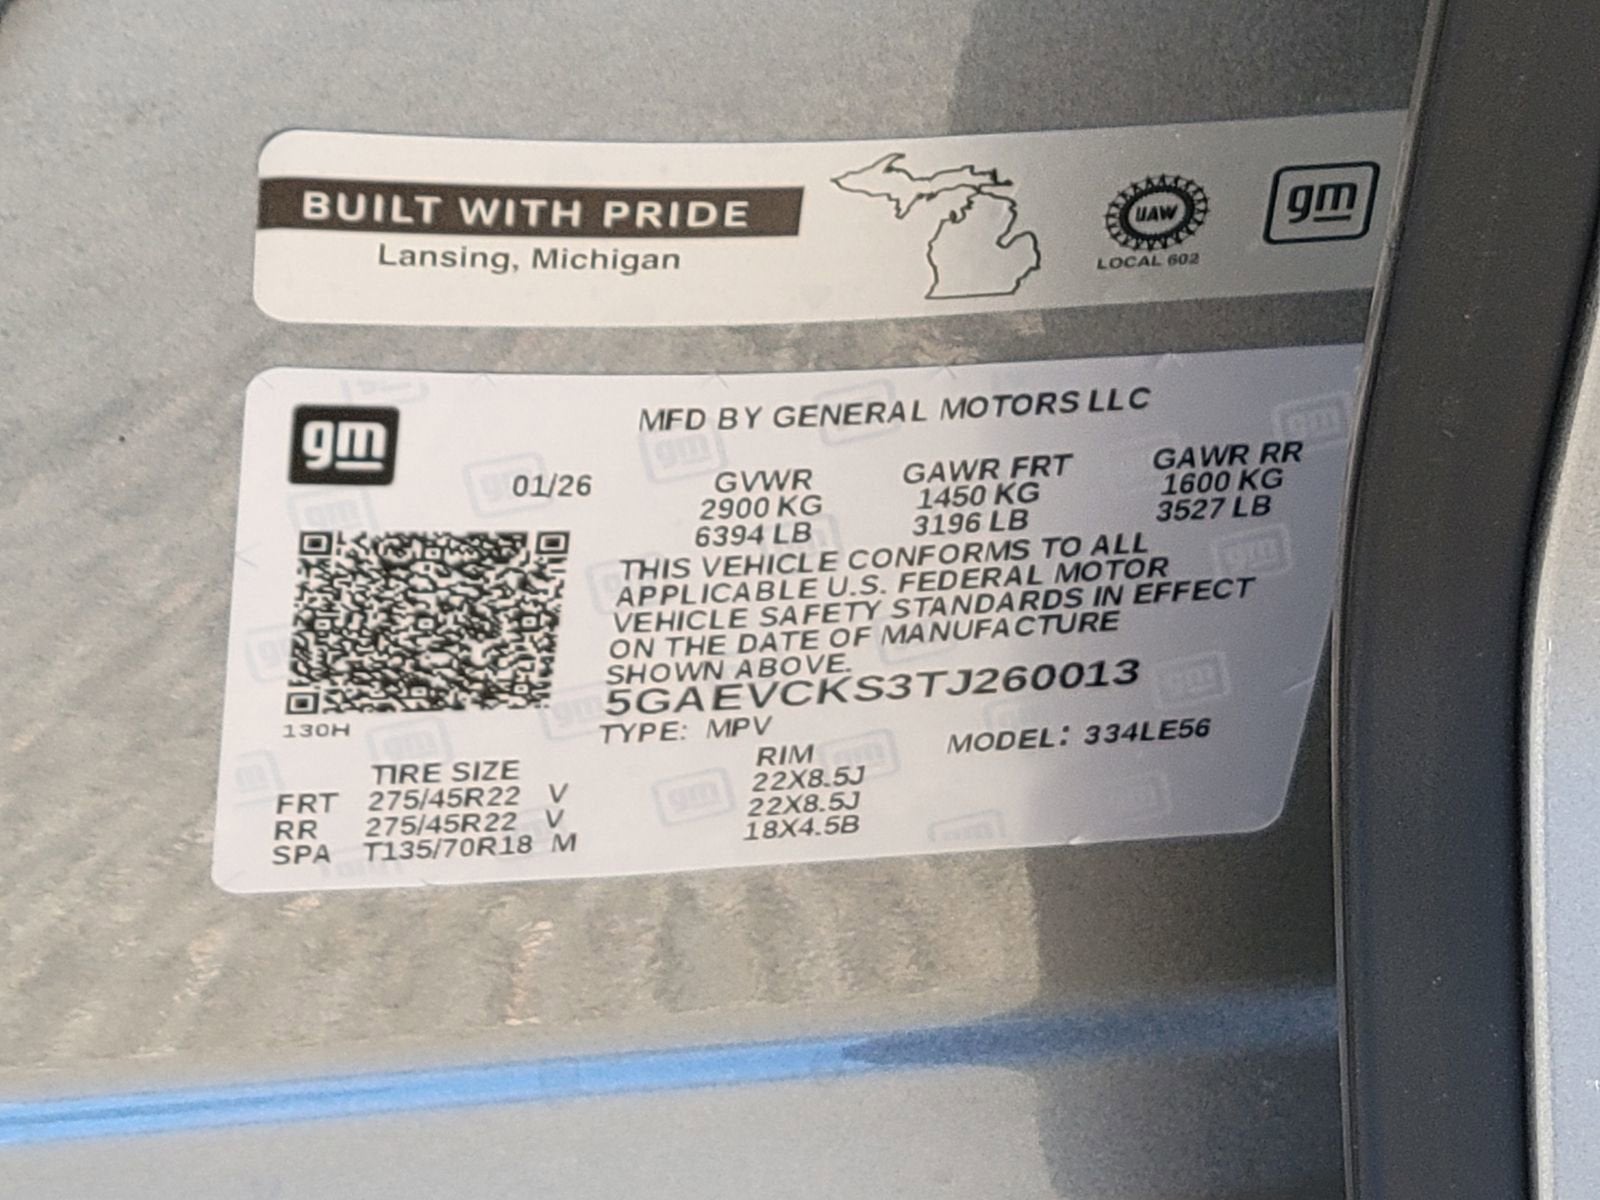 BUILT WITH PRIDE
Lansing, Michigan
UAW
LOCAL 602
gm
gm
MFD BY GENERAL MOTORS LLC
01/26 GVWR GAWR FRT GAWR RR
2900 KG 1450 KG 1600 KG
6394 LB 3196 LB 3527 LB
THIS VEHICLE CONFORMS TO ALL
APPLICABLE U.S. FEDERAL MOTOR
VEHICLE SAFETY STANDARDS IN EFFECT
ON THE DATE OF MANUFACTURE
SHOWN ABOVE.
5GAEVCKS3TJ260013
130H
TYPE: MPV MODEL: 334LE56
TIRE SIZE RIM
FRT 275/45R22 V 22X8.5J
RR 275/45R22 V 22X8.5J
SPA T135/70R18 M 18X4.5B